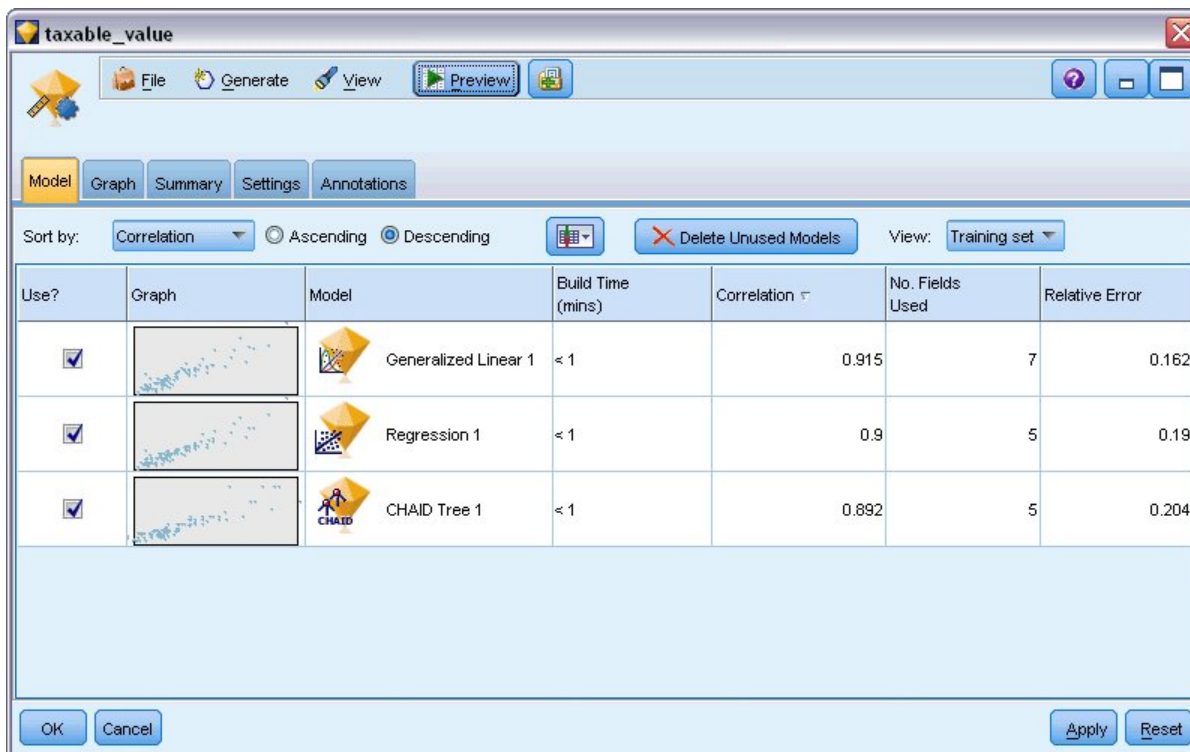 taxable_value
File Generate View Preview
Model Graph Summary Settings Annotations
Sort by: Correlation Ascending Descending Delete Unused Models View: Training set
Use? Graph Model Build Time (mins) Correlation No. Fields Used Relative Error
Generalized Linear 1 < 1 0.915 7 0.162
Regression 1 < 1 0.9 5 0.19
CHAID CHAID Tree 1 < 1 0.892 5 0.204
OK Cancel Apply Reset